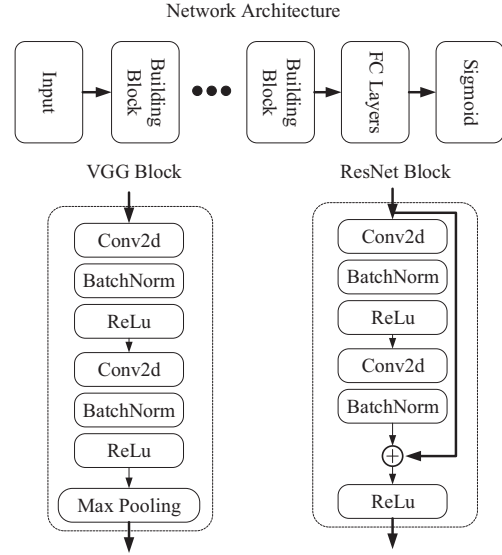 Network Architecture
Input
Building
Block
Building
Block
FC Layers
Sigmoid
VGG Block
Conv2d
BatchNorm
ReLu
Conv2d
BatchNorm
ReLu
Max Pooling
ResNet Block
Conv2d
BatchNorm
ReLu
Conv2d
BatchNorm
ReLu